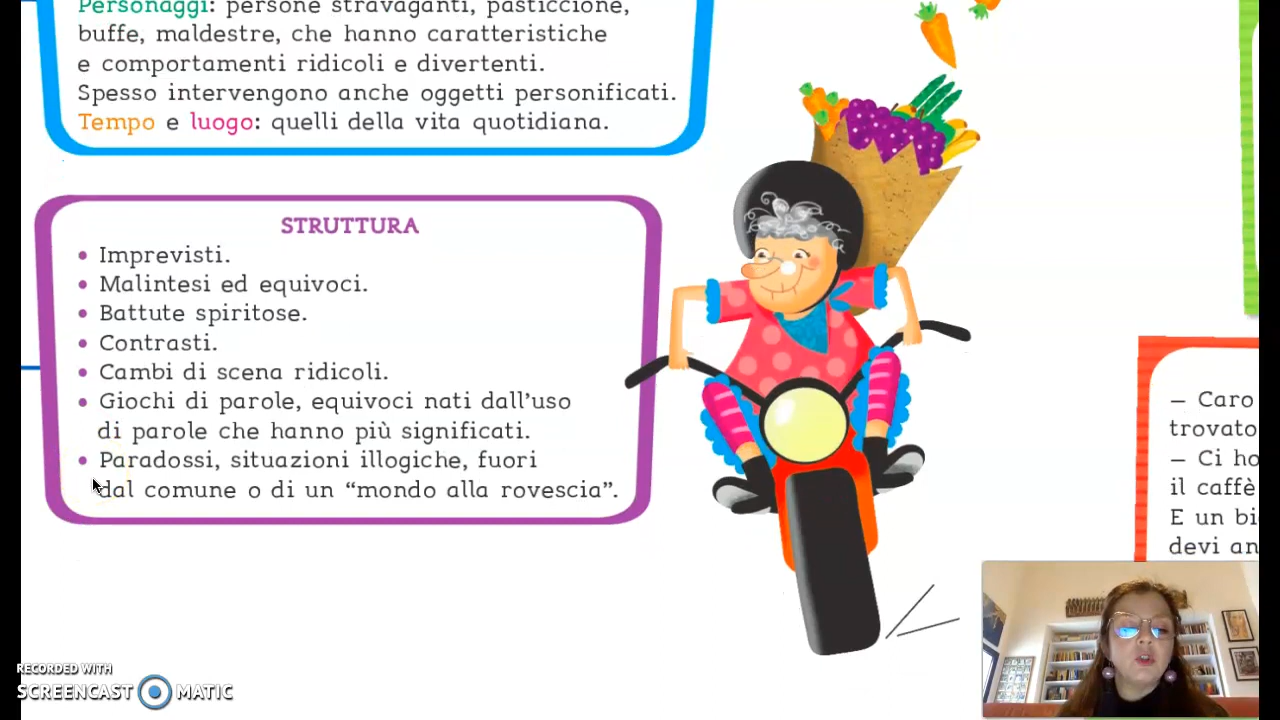 Personaggi: persone stravaganti, pasticcione,
buffe, maldestre, che hanno caratteristiche
e comportamenti ridicoli e divertenti.
Spesso intervengono anche oggetti personificati.
Tempo e luogo: quelli della vita quotidiana.
STRUTTURA
• Imprevisti.
• Malintesi ed equivoci.
• Battute spiritose.
• Contrasti.
• Cambi di scena ridicoli.
• Giochi di parole, equivoci nati dall'uso
di parole che hanno più significati.
• Paradossi, situazioni illogiche, fuori
dal comune o di un “mondo alla rovescia”.
– Caro
trovato
– Ci ho
il caffè
E un bi
devi an
RECORDED WITH
SCREENCAST MATIC